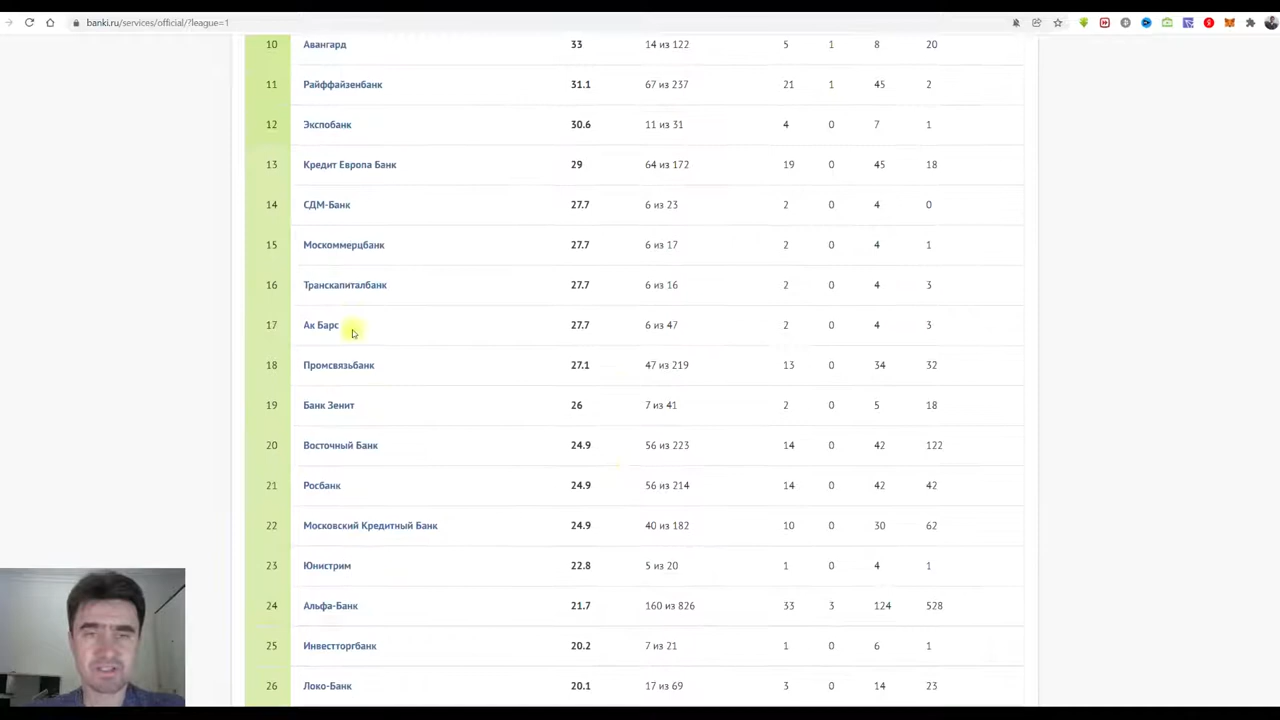 banki.ru/services/official/?league=1
10 Авангард 33 14 из 122 5 1 8 20
11 Райффайзенбанк 31.1 67 из 237 21 1 45 2
12 Экспобанк 30.6 11 из 31 4 0 7 1
13 Кредит Европа Банк 29 64 из 172 19 0 45 18
14 СДМ-Банк 27.7 6 из 23 2 0 4 0
15 Москоммерцбанк 27.7 6 из 17 2 0 4 1
16 Транскапиталбанк 27.7 6 из 16 2 0 4 3
17 Ак Барс 27.7 6 из 47 2 0 4 3
18 Промсвязьбанк 27.1 47 из 219 13 0 34 32
19 Банк Зенит 26 7 из 41 2 0 5 18
20 Восточный Банк 24.9 56 из 223 14 0 42 122
21 Росбанк 24.9 56 из 214 14 0 42 42
22 Московский Кредитный Банк 24.9 40 из 182 10 0 30 62
23 Юнистрим 22.8 5 из 20 1 0 4 1
24 Альфа-Банк 21.7 160 из 826 33 3 124 528
25 Инвестторгбанк 20.2 7 из 21 1 0 6 1
26 Локо-Банк 20.1 17 из 69 3 0 14 23